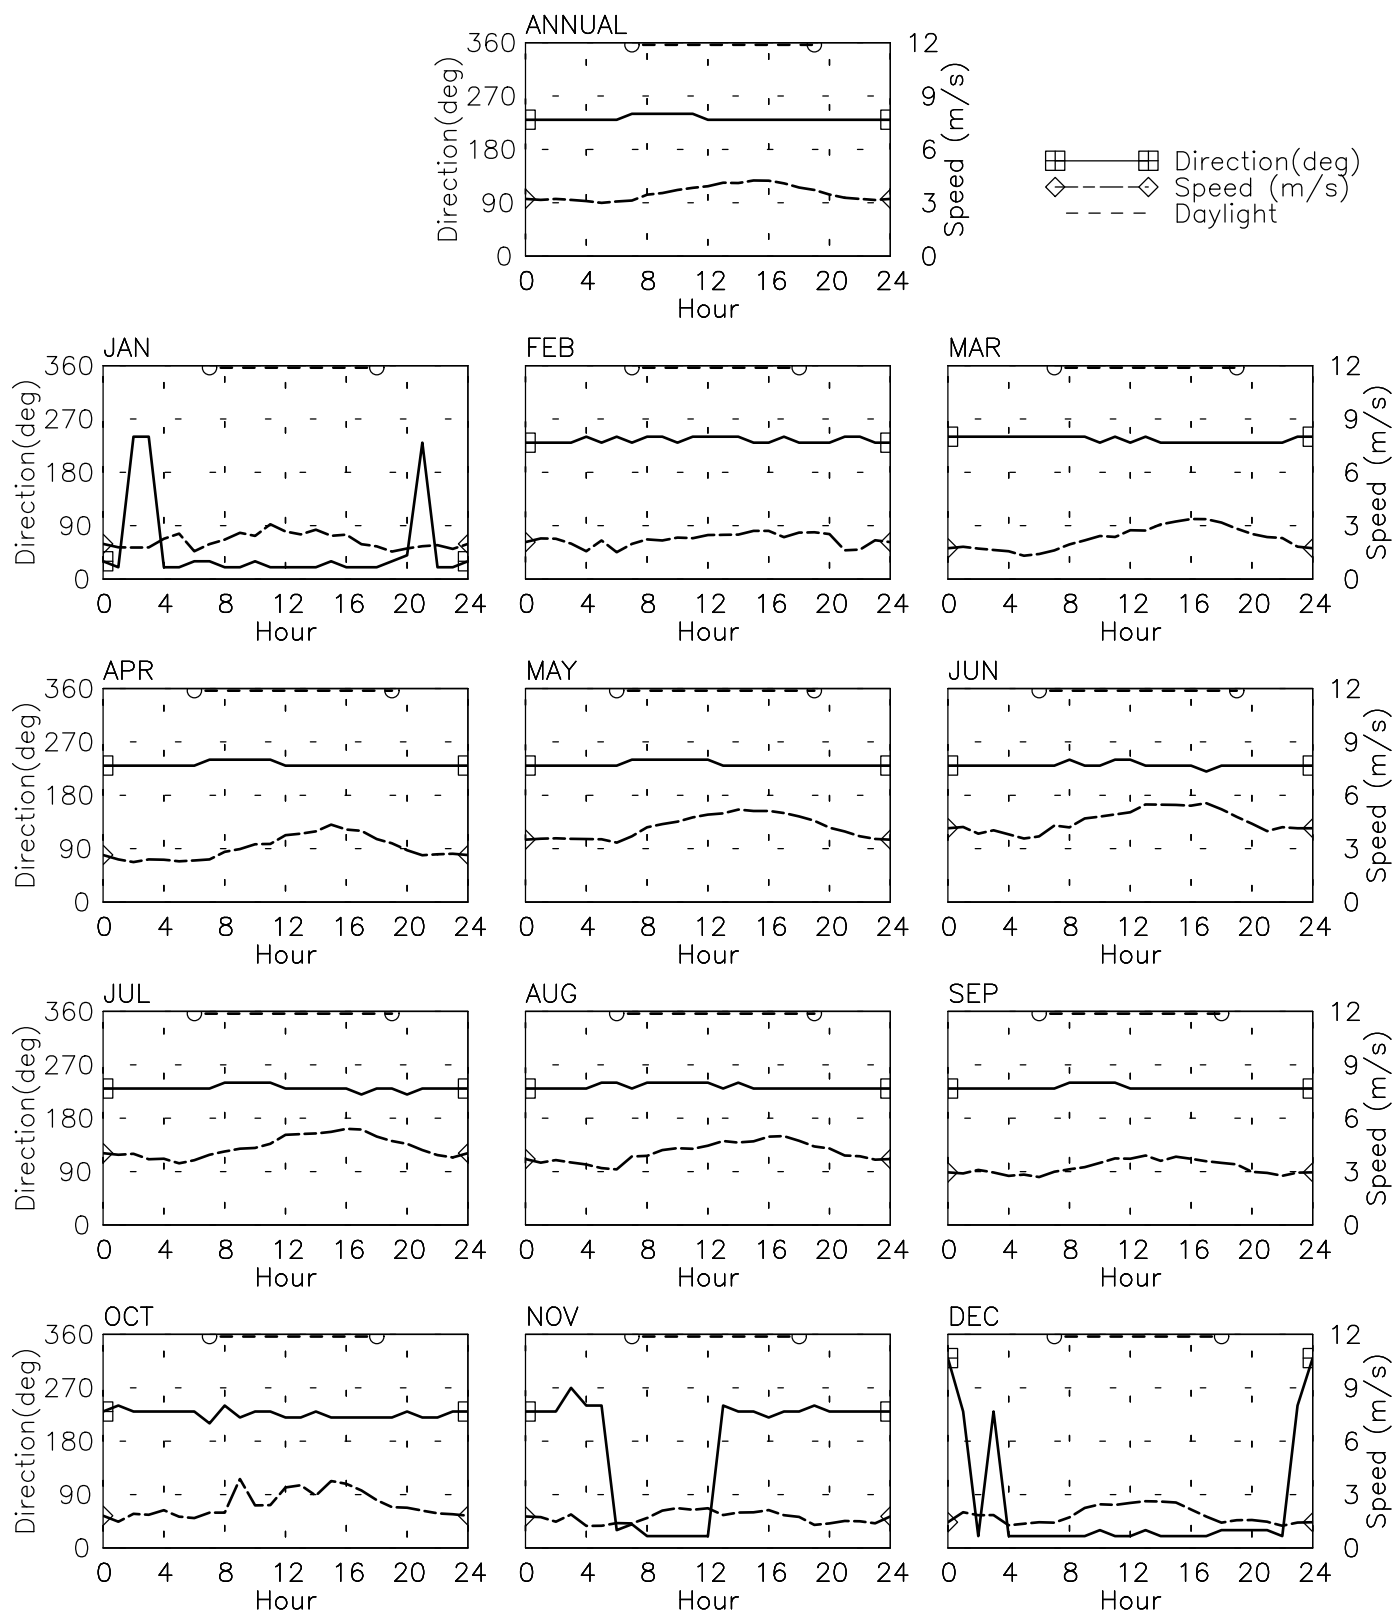 ANNUAL
360 270 180 90 0
Direction(deg)
12 9 6 3 0
Speed (m/s)
0 4 8 12 16 20 24
Hour
Direction(deg)
Speed (m/s)
Daylight
JAN FEB MAR
360 270 180 90 0
Direction(deg)
12 9 6 3 0
Speed (m/s)
0 4 8 12 16 20 24 0 4 8 12 16 20 24 0 4 8 12 16 20 24
Hour Hour Hour
APR MAY JUN
360 270 180 90 0
Direction(deg)
12 9 6 3 0
Speed (m/s)
0 4 8 12 16 20 24 0 4 8 12 16 20 24 0 4 8 12 16 20 24
Hour Hour Hour
JUL AUG SEP
360 270 180 90 0
Direction(deg)
12 9 6 3 0
Speed (m/s)
0 4 8 12 16 20 24 0 4 8 12 16 20 24 0 4 8 12 16 20 24
Hour Hour Hour
OCT NOV DEC
360 270 180 90 0
Direction(deg)
12 9 6 3 0
Speed (m/s)
0 4 8 12 16 20 24 0 4 8 12 16 20 24 0 4 8 12 16 20 24
Hour Hour Hour